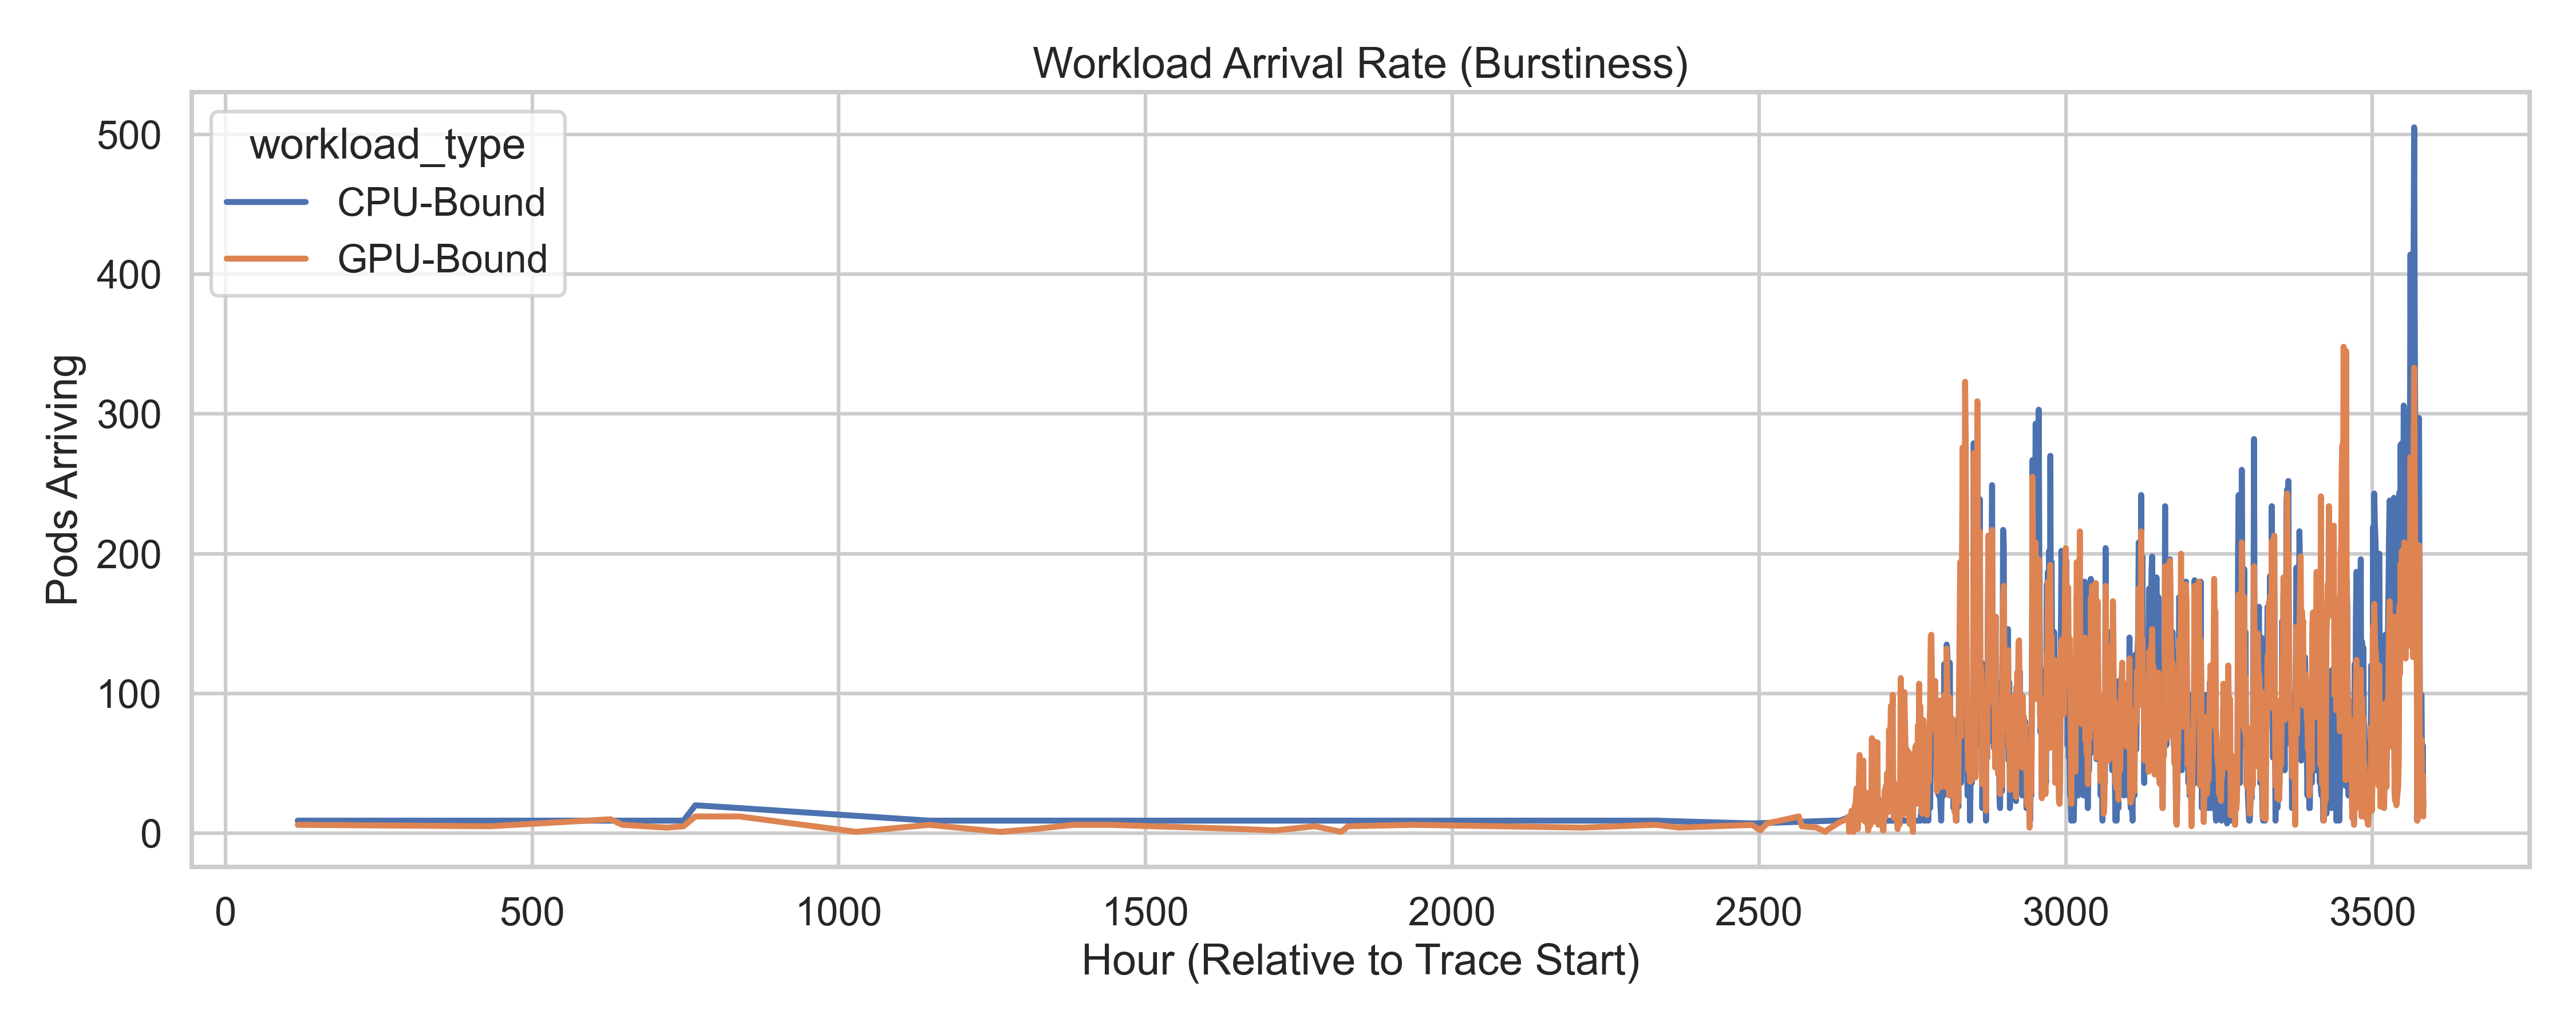 Workload Arrival Rate (Burstiness)
workload_type
CPU-Bound
GPU-Bound
Pods Arriving
500
400
300
200
100
0
0 500 1000 1500 2000 2500 3000 3500
Hour (Relative to Trace Start)